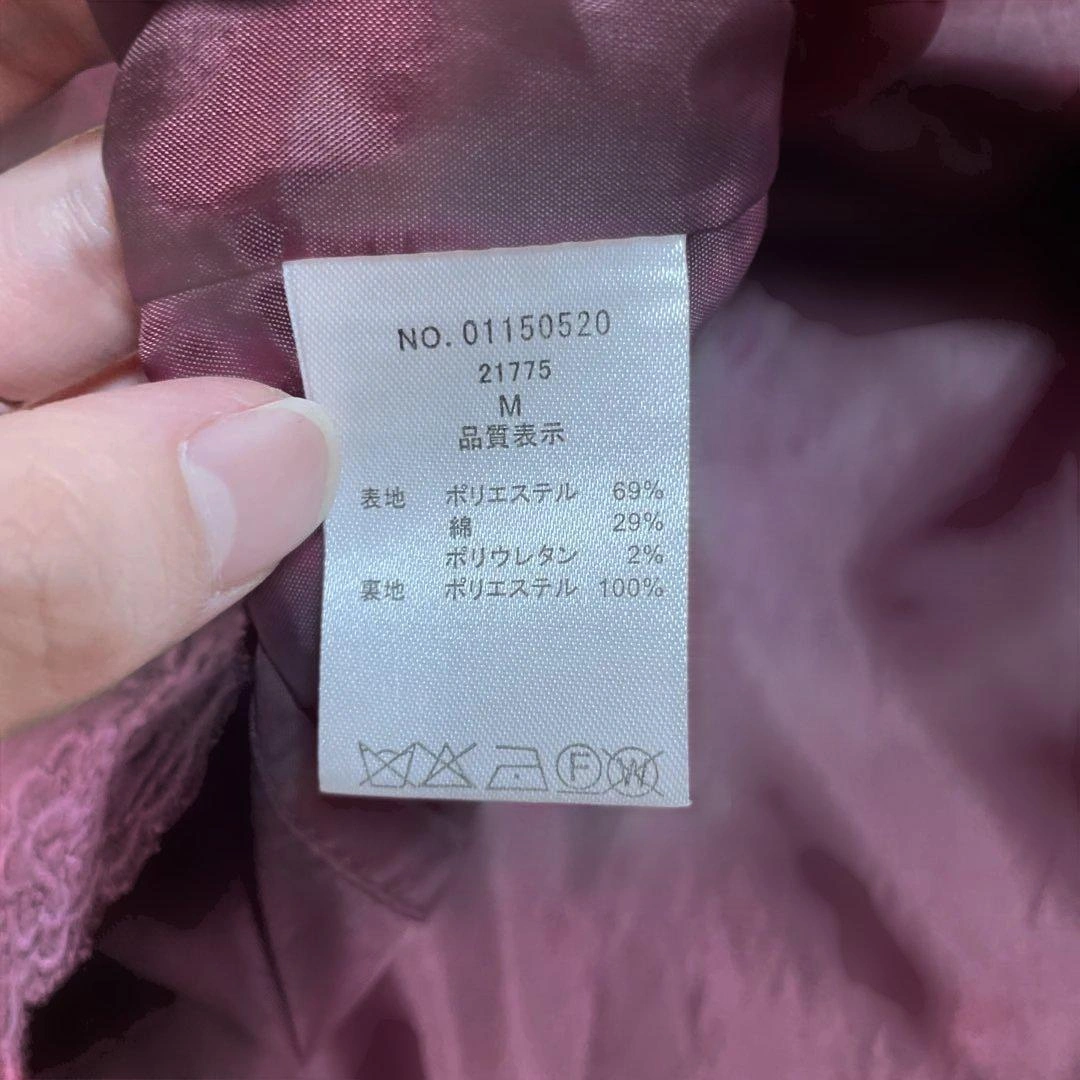 NO. 01150520
21775
M
品質表示
表地 ポリエステル 69%
綿 29%
ポリウレタン 2%
裏地 ポリエステル 100%
F W